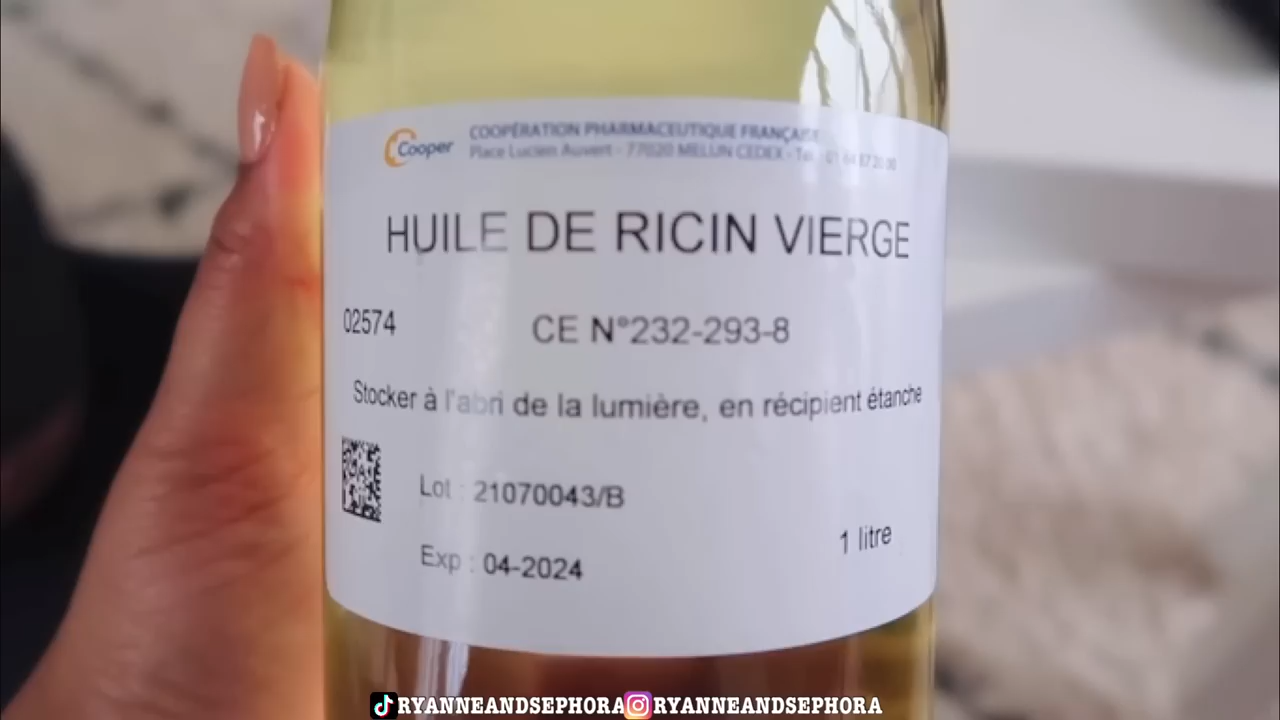 Cooper
COOPÉRATION PHARMACEUTIQUE FRANÇAISE
Place Lucien Auvert - 77020 MELUN CEDEX - Tel
HUILE DE RICIN VIERGE
02574
CE N°232-293-8
Stocker à l'abri de la lumière, en récipient étanche
Lot : 21070043/B
1 litre
Exp : 04-2024
RYANNEANDSEPHORA RYANNEANDSEPHORA